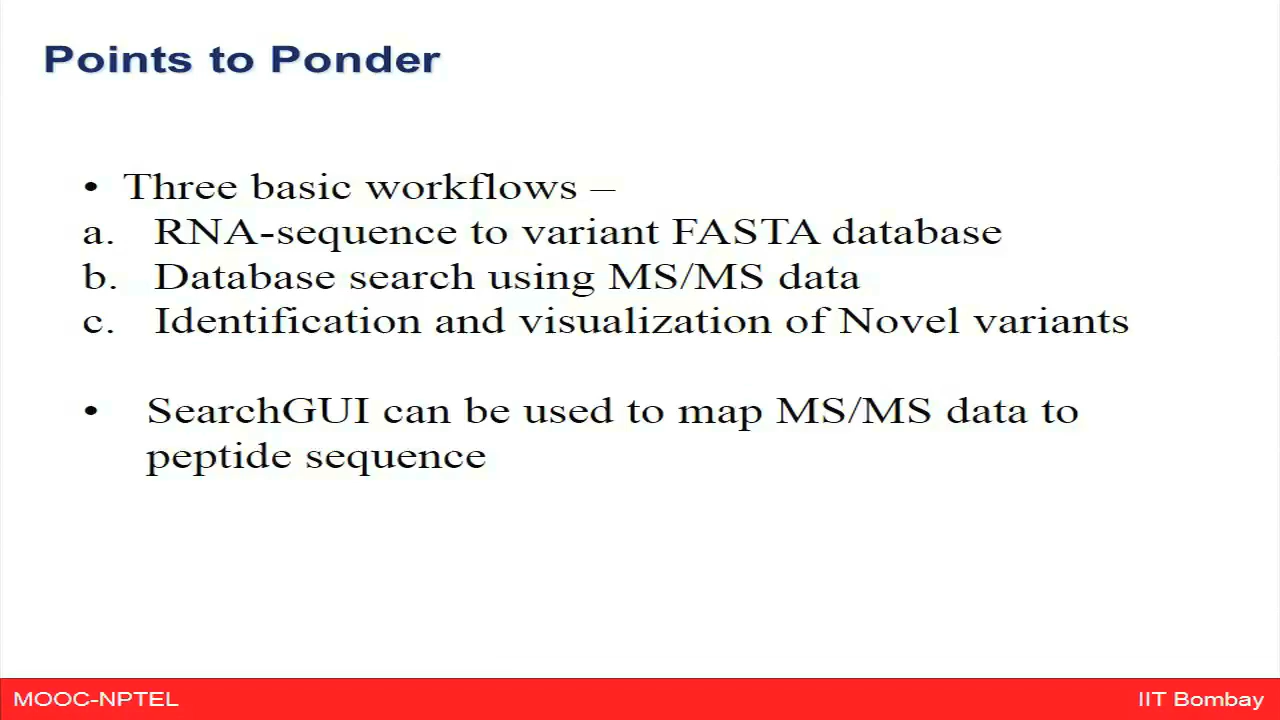 Points to Ponder
• Three basic workflows –
a. RNA-sequence to variant FASTA database
b. Database search using MS/MS data
c. Identification and visualization of Novel variants
• SearchGUI can be used to map MS/MS data to
peptide sequence
MOOC-NPTEL IIT Bombay